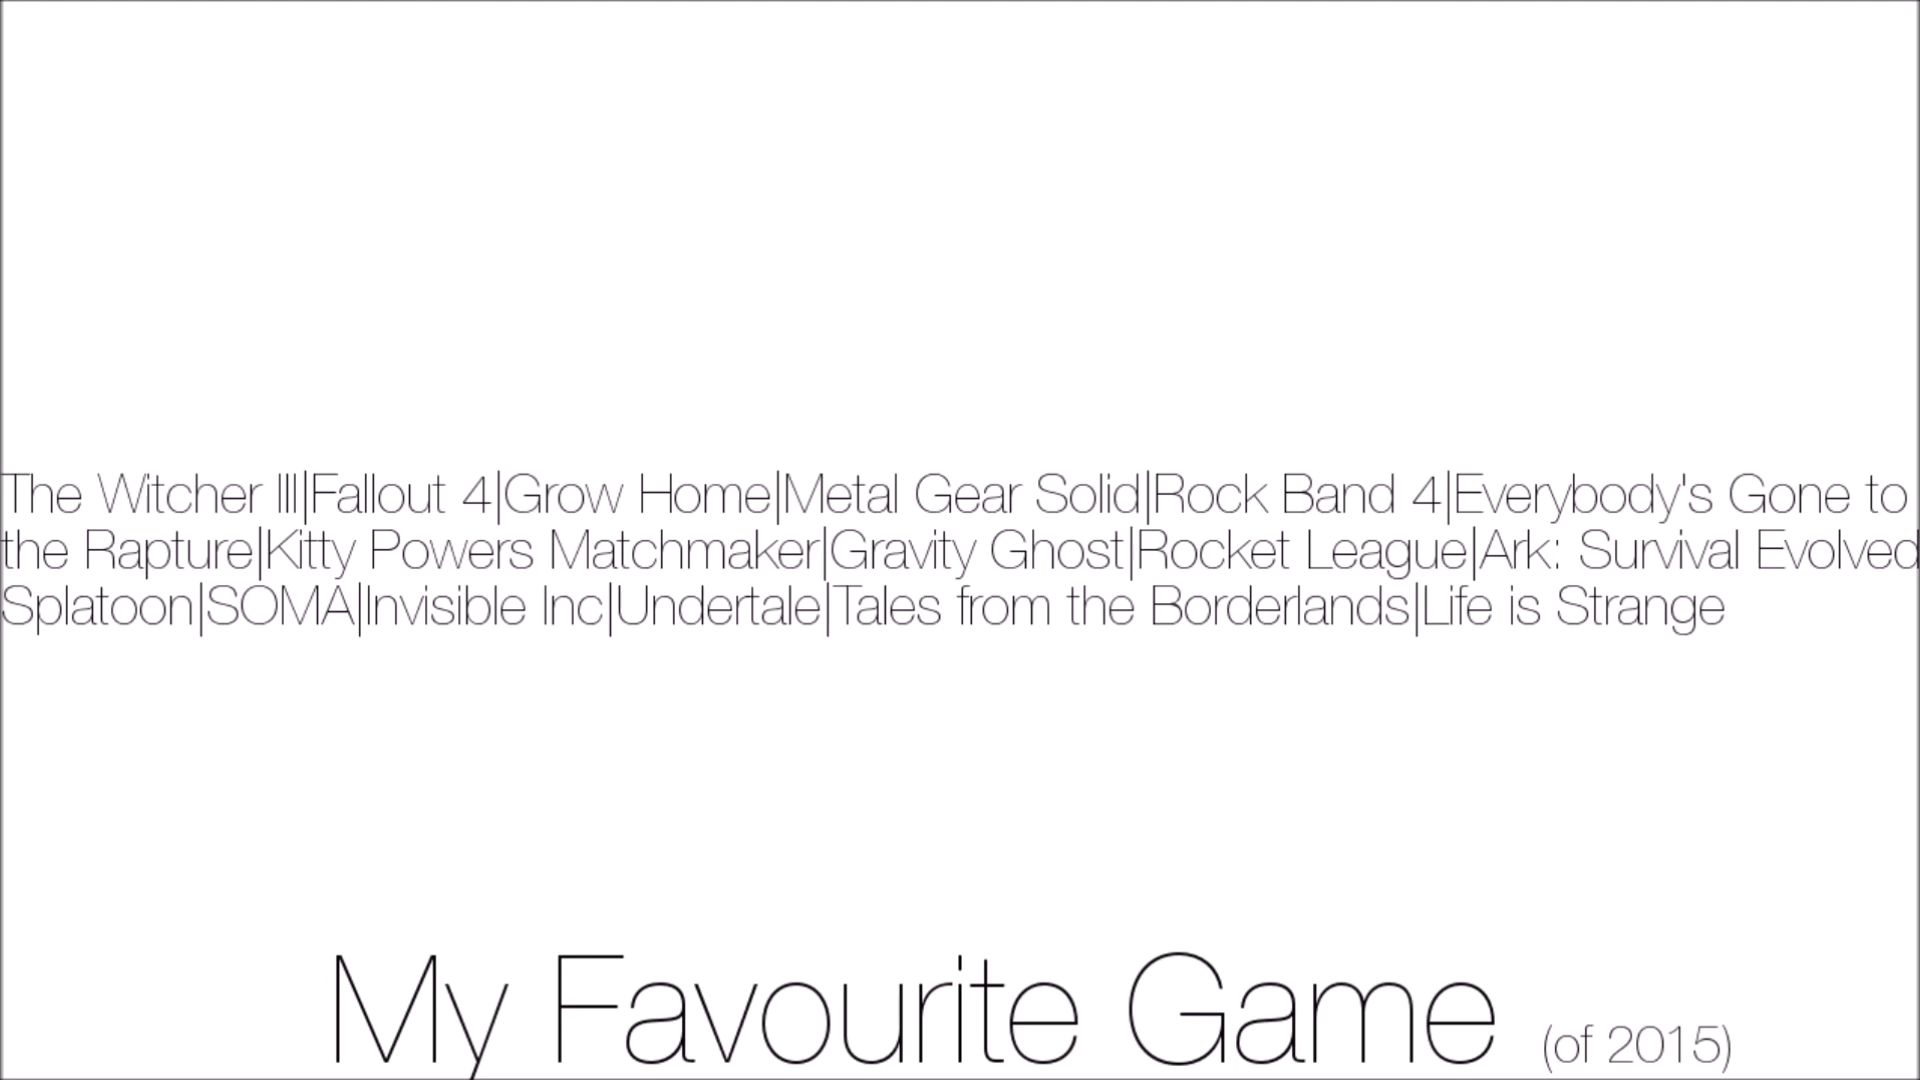 The Witcher III|Fallout 4|Grow Home|Metal Gear Solid|Rock Band 4|Everybody's Gone to
the Rapture|Kitty Powers Matchmaker|Gravity Ghost|Rocket League|Ark: Survival Evolved
Splatoon|SOMA|Invisible Inc|Undertale|Tales from the Borderlands|Life is Strange
My Favourite Game (of 2015)